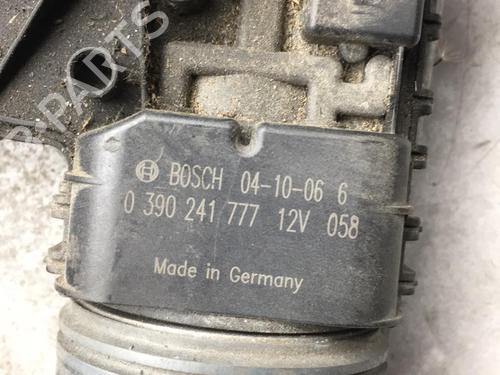 BOSCH 04-10-06 6
0 390 241 777 12V 058
Made in Germany